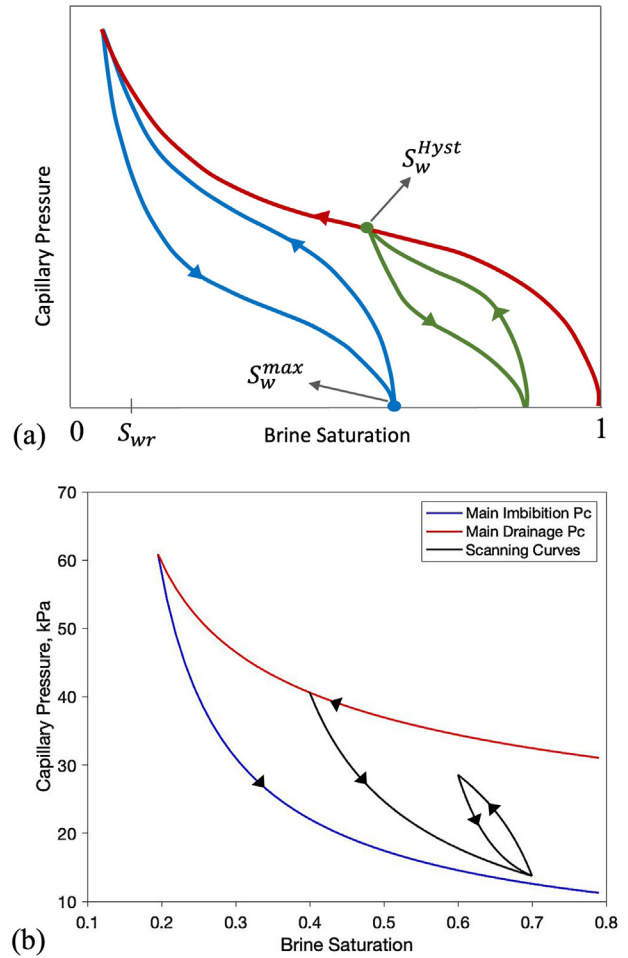 Capillary Pressure
S_w^{Hyst}
S_w^{max}
(a)
0
S_{wr}
Brine Saturation
1
70
60
50
40
30
20
10
Capillary Pressure, kPa
Main Imbibition Pc
Main Drainage Pc
Scanning Curves
0.1
0.2
0.3
0.4
0.5
0.6
0.7
0.8
(b)
Brine Saturation